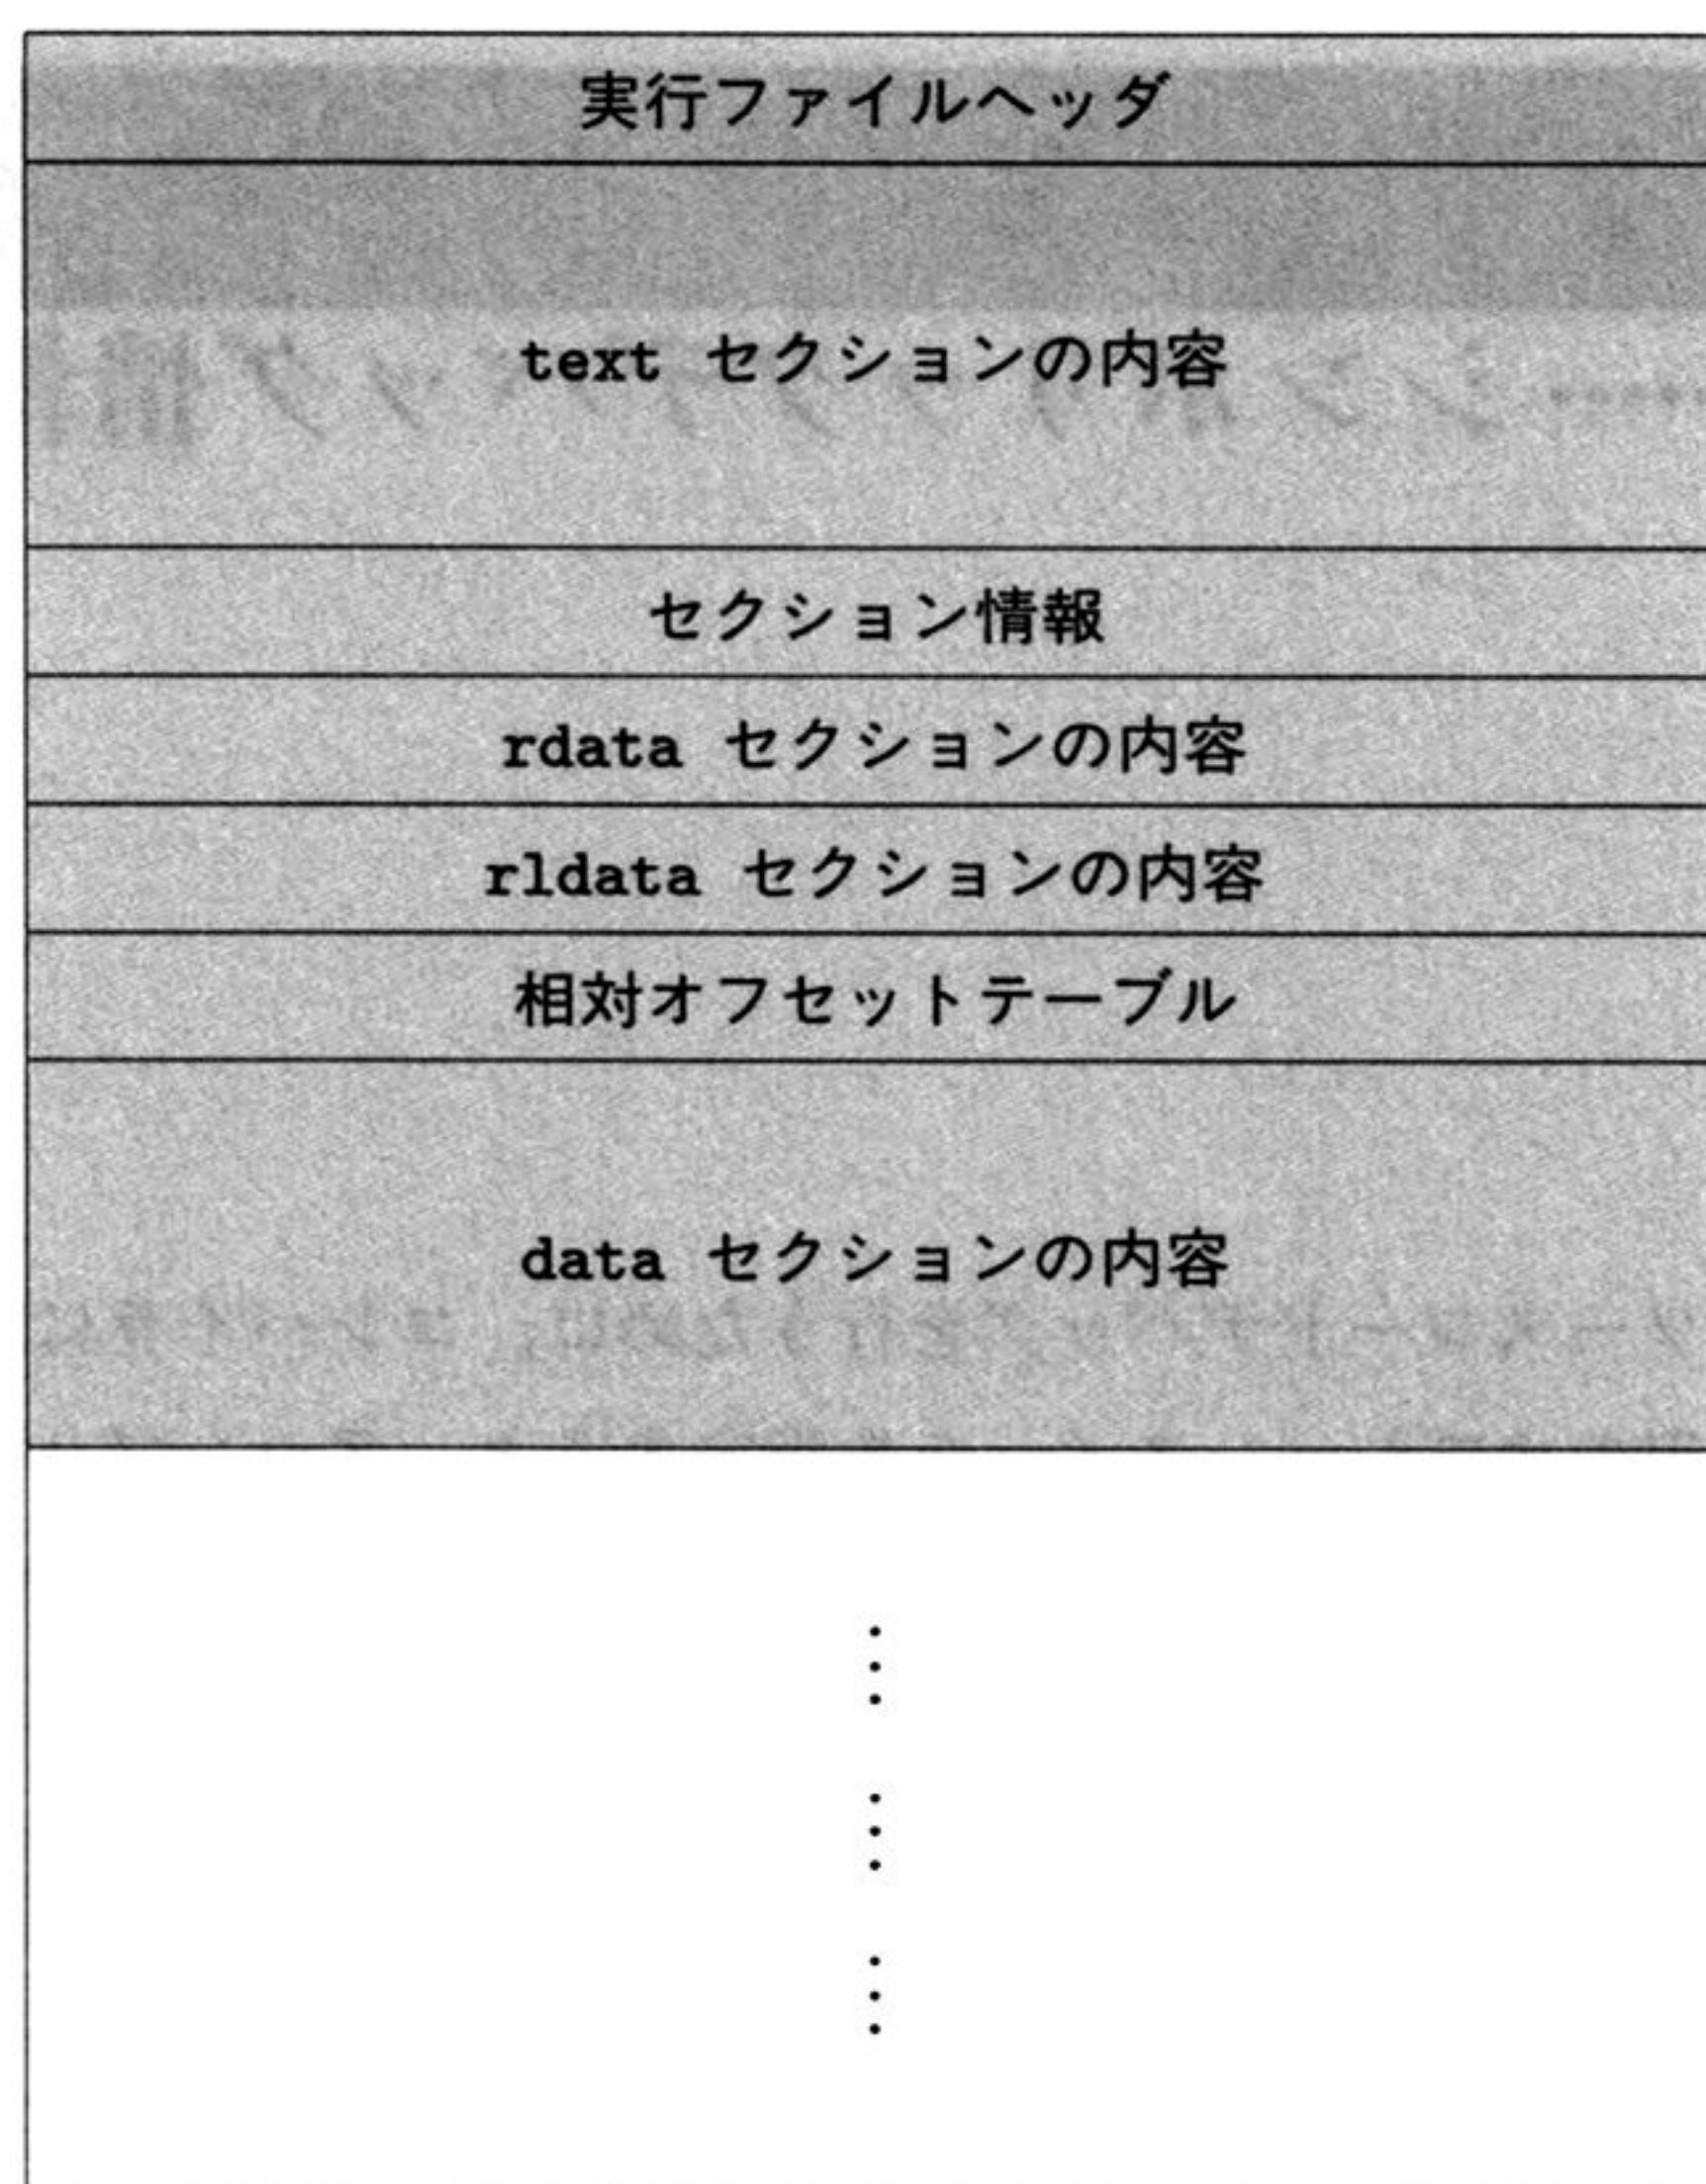 実行ファイルヘッダ
text セクションの内容
セクション情報
rdata セクションの内容
rldata セクションの内容
相対オフセットテーブル
data セクションの内容